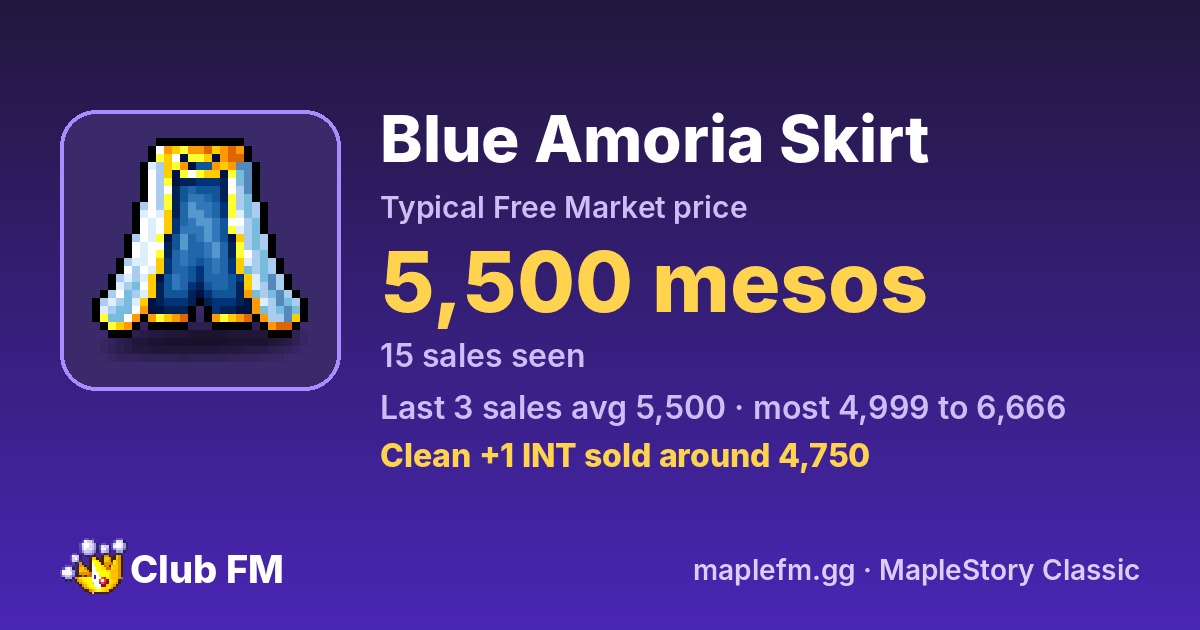 Blue Amoria Skirt
Typical Free Market price
5,500 mesos
15 sales seen
Last 3 sales avg 5,500 · most 4,999 to 6,666
Clean +1 INT sold around 4,750
Club FM
maplefm.gg · MapleStory Classic